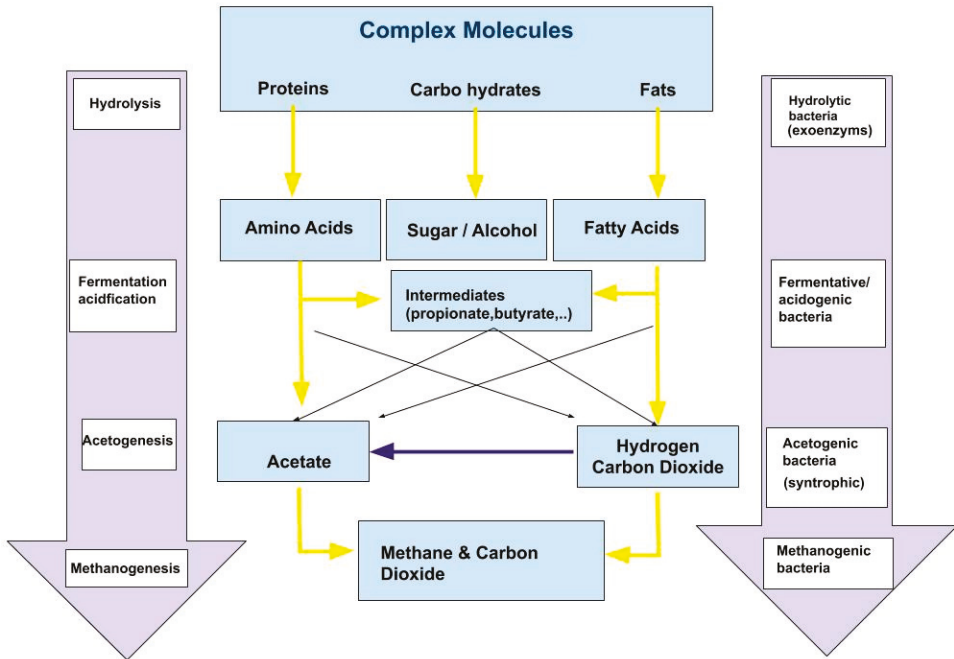 Complex Molecules
Proteins
Carbo hydrates
Fats
Hydrolysis
Hydrolytic
bacteria
(exoenzyms)
Amino Acids
Sugar / Alcohol
Fatty Acids
Fermentation
acidfication
Intermediates
(propionate,butyrate,..)
Fermentative/
acidogenic
bacteria
Acetogenesis
Acetate
Hydrogen
Carbon Dioxide
Acetogenic
bacteria
(syntrophic)
Methanogenesis
Methane & Carbon
Dioxide
Methanogenic
bacteria